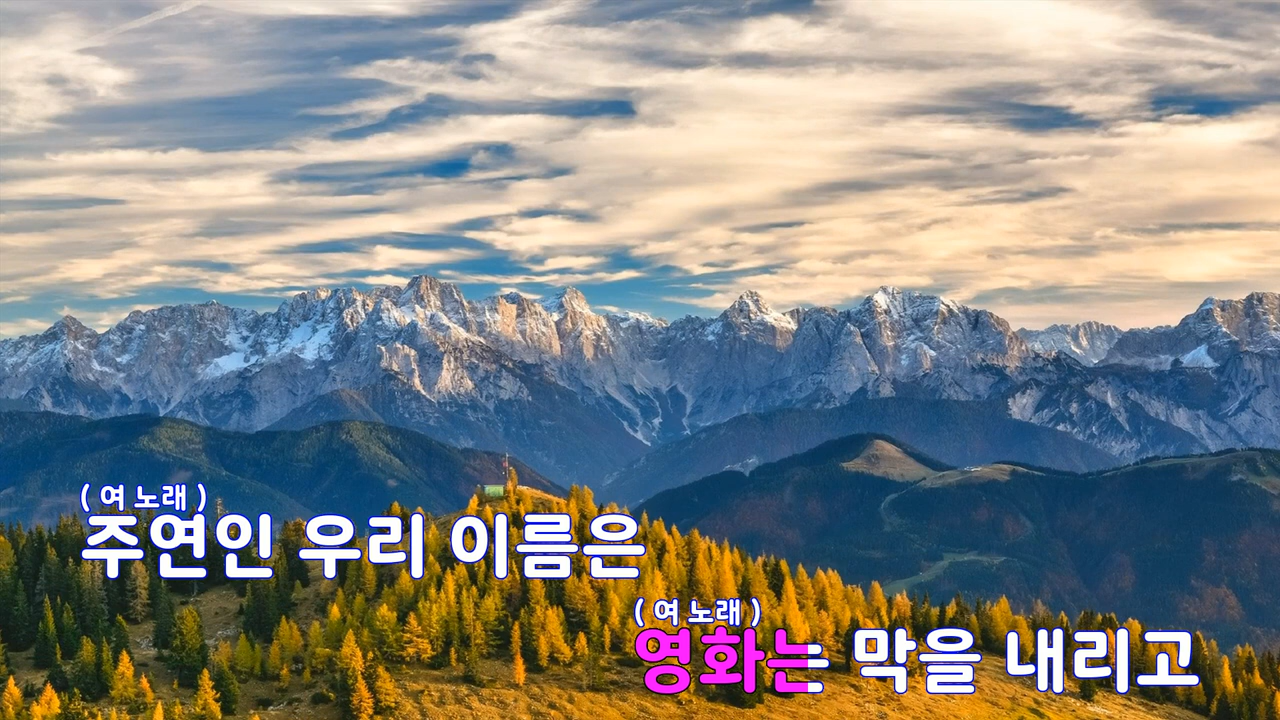 ( 여 노래 )
주연인 우리 이름은
( 여 노래 )
영화는 막을 내리고